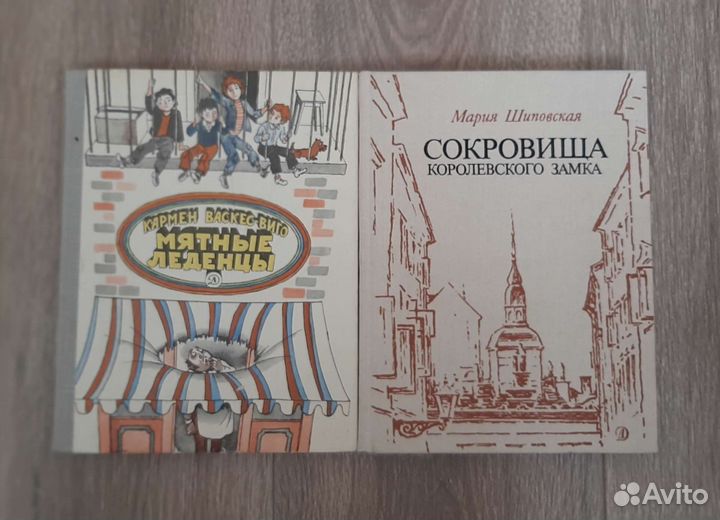 КАРМЕН ВАСКЕС-ВИГО
МЯТНЫЕ
ЛЕДЕНЦЫ
Мария Шиповская
СОКРОВИЩА
КОРОЛЕВСКОГО ЗАМКА
Д
Avito